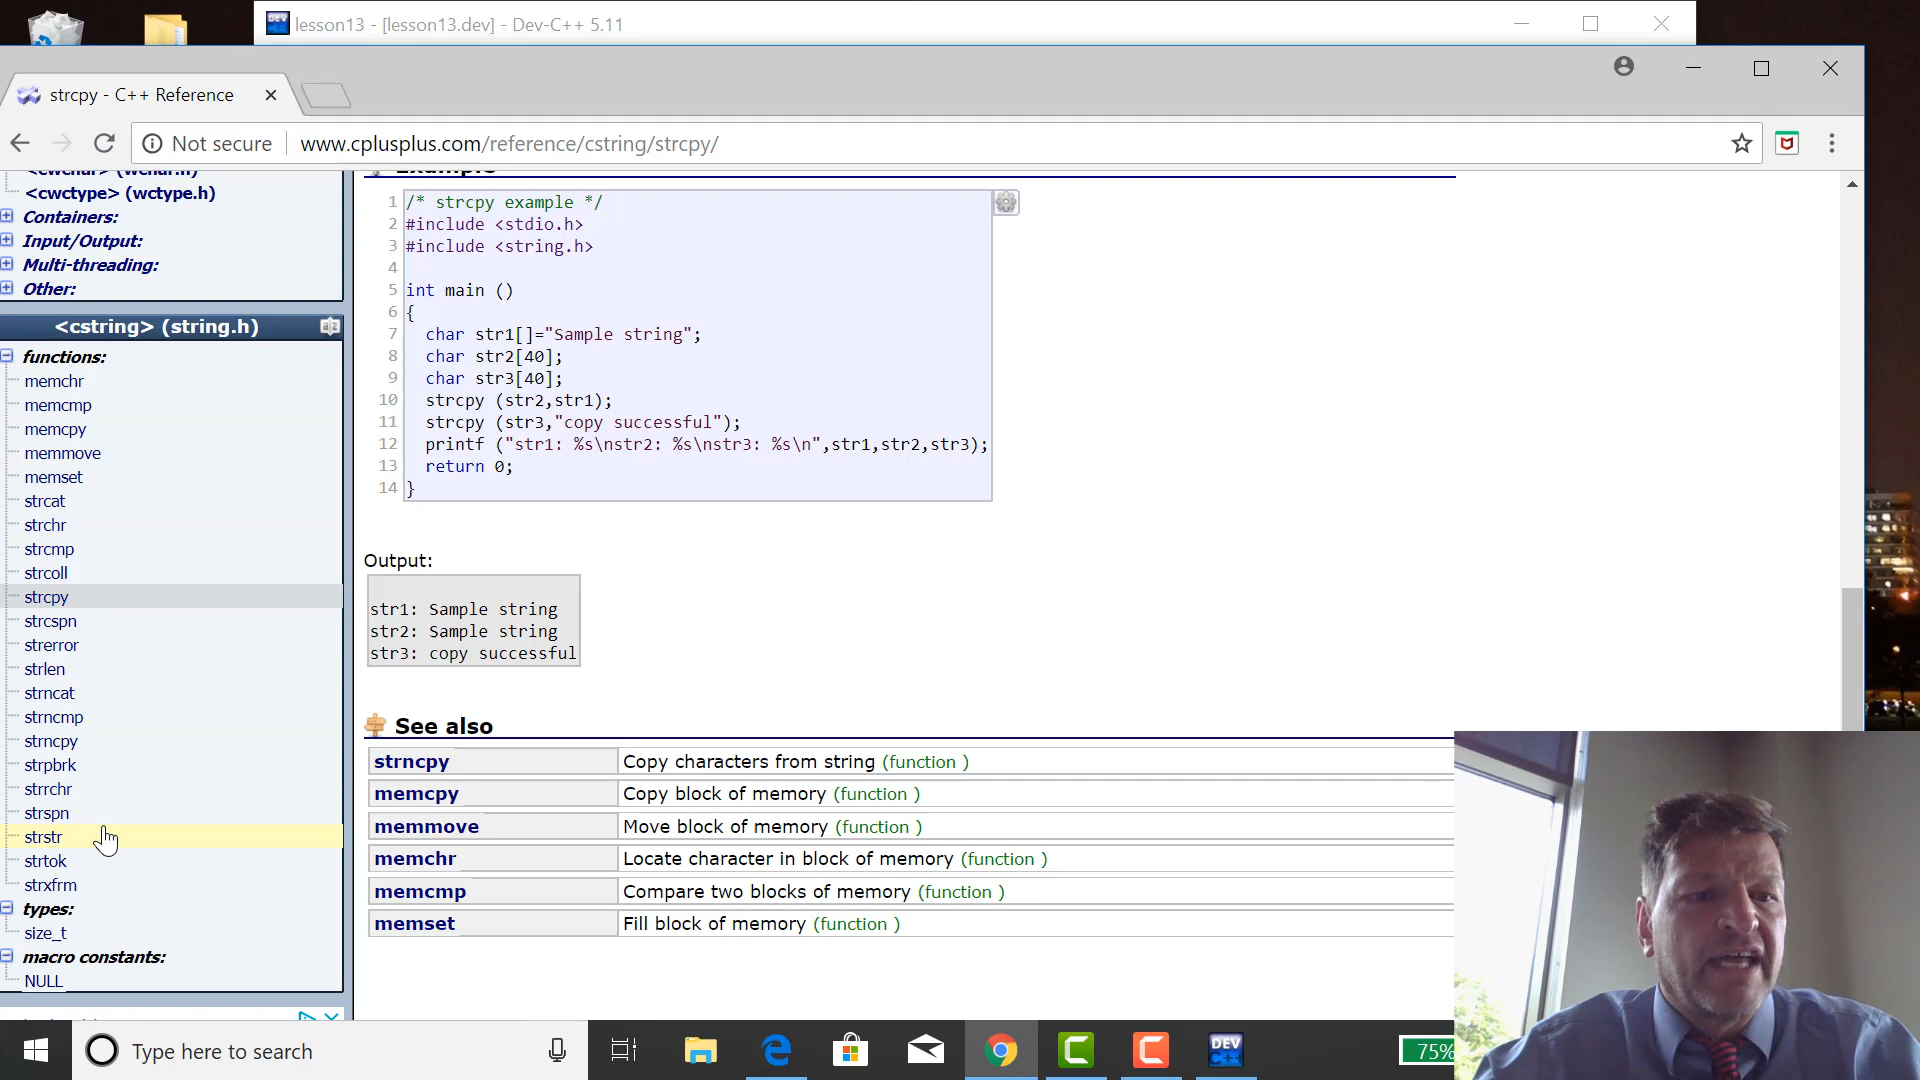 lesson13 - [lesson13.dev] - Dev-C++ 5.11
strcpy - C++ Reference
Not secure
www.cplusplus.com/reference/cstring/strcpy/
<cwchar> (wchar.h)
<cwctype> (wctype.h)
Containers:
Input/Output:
Multi-threading:
Other:
<cstring> (string.h)
functions:
memchr
memcmp
memcpy
memmove
memset
strcat
strchr
strcmp
strcoll
strcpy
strcspn
strerror
strlen
strncat
strncmp
strncpy
strpbrk
strrchr
strspn
strstr
strtok
strxfrm
types:
size_t
macro constants:
NULL
Example
1 /* strcpy example */
2 #include <stdio.h>
3 #include <string.h>
4
5 int main ()
6 {
7 char str1[]="Sample string";
8 char str2[40];
9 char str3[40];
10 strcpy (str2,str1);
11 strcpy (str3,"copy successful");
12 printf ("str1: %s\nstr2: %s\nstr3: %s\n",str1,str2,str3);
13 return 0;
14 }
Output:
str1: Sample string
str2: Sample string
str3: copy successful
See also
strncpy Copy characters from string (function )
memcpy Copy block of memory (function )
memmove Move block of memory (function )
memchr Locate character in block of memory (function )
memcmp Compare two blocks of memory (function )
memset Fill block of memory (function )
Type here to search
DEV
C++
75%